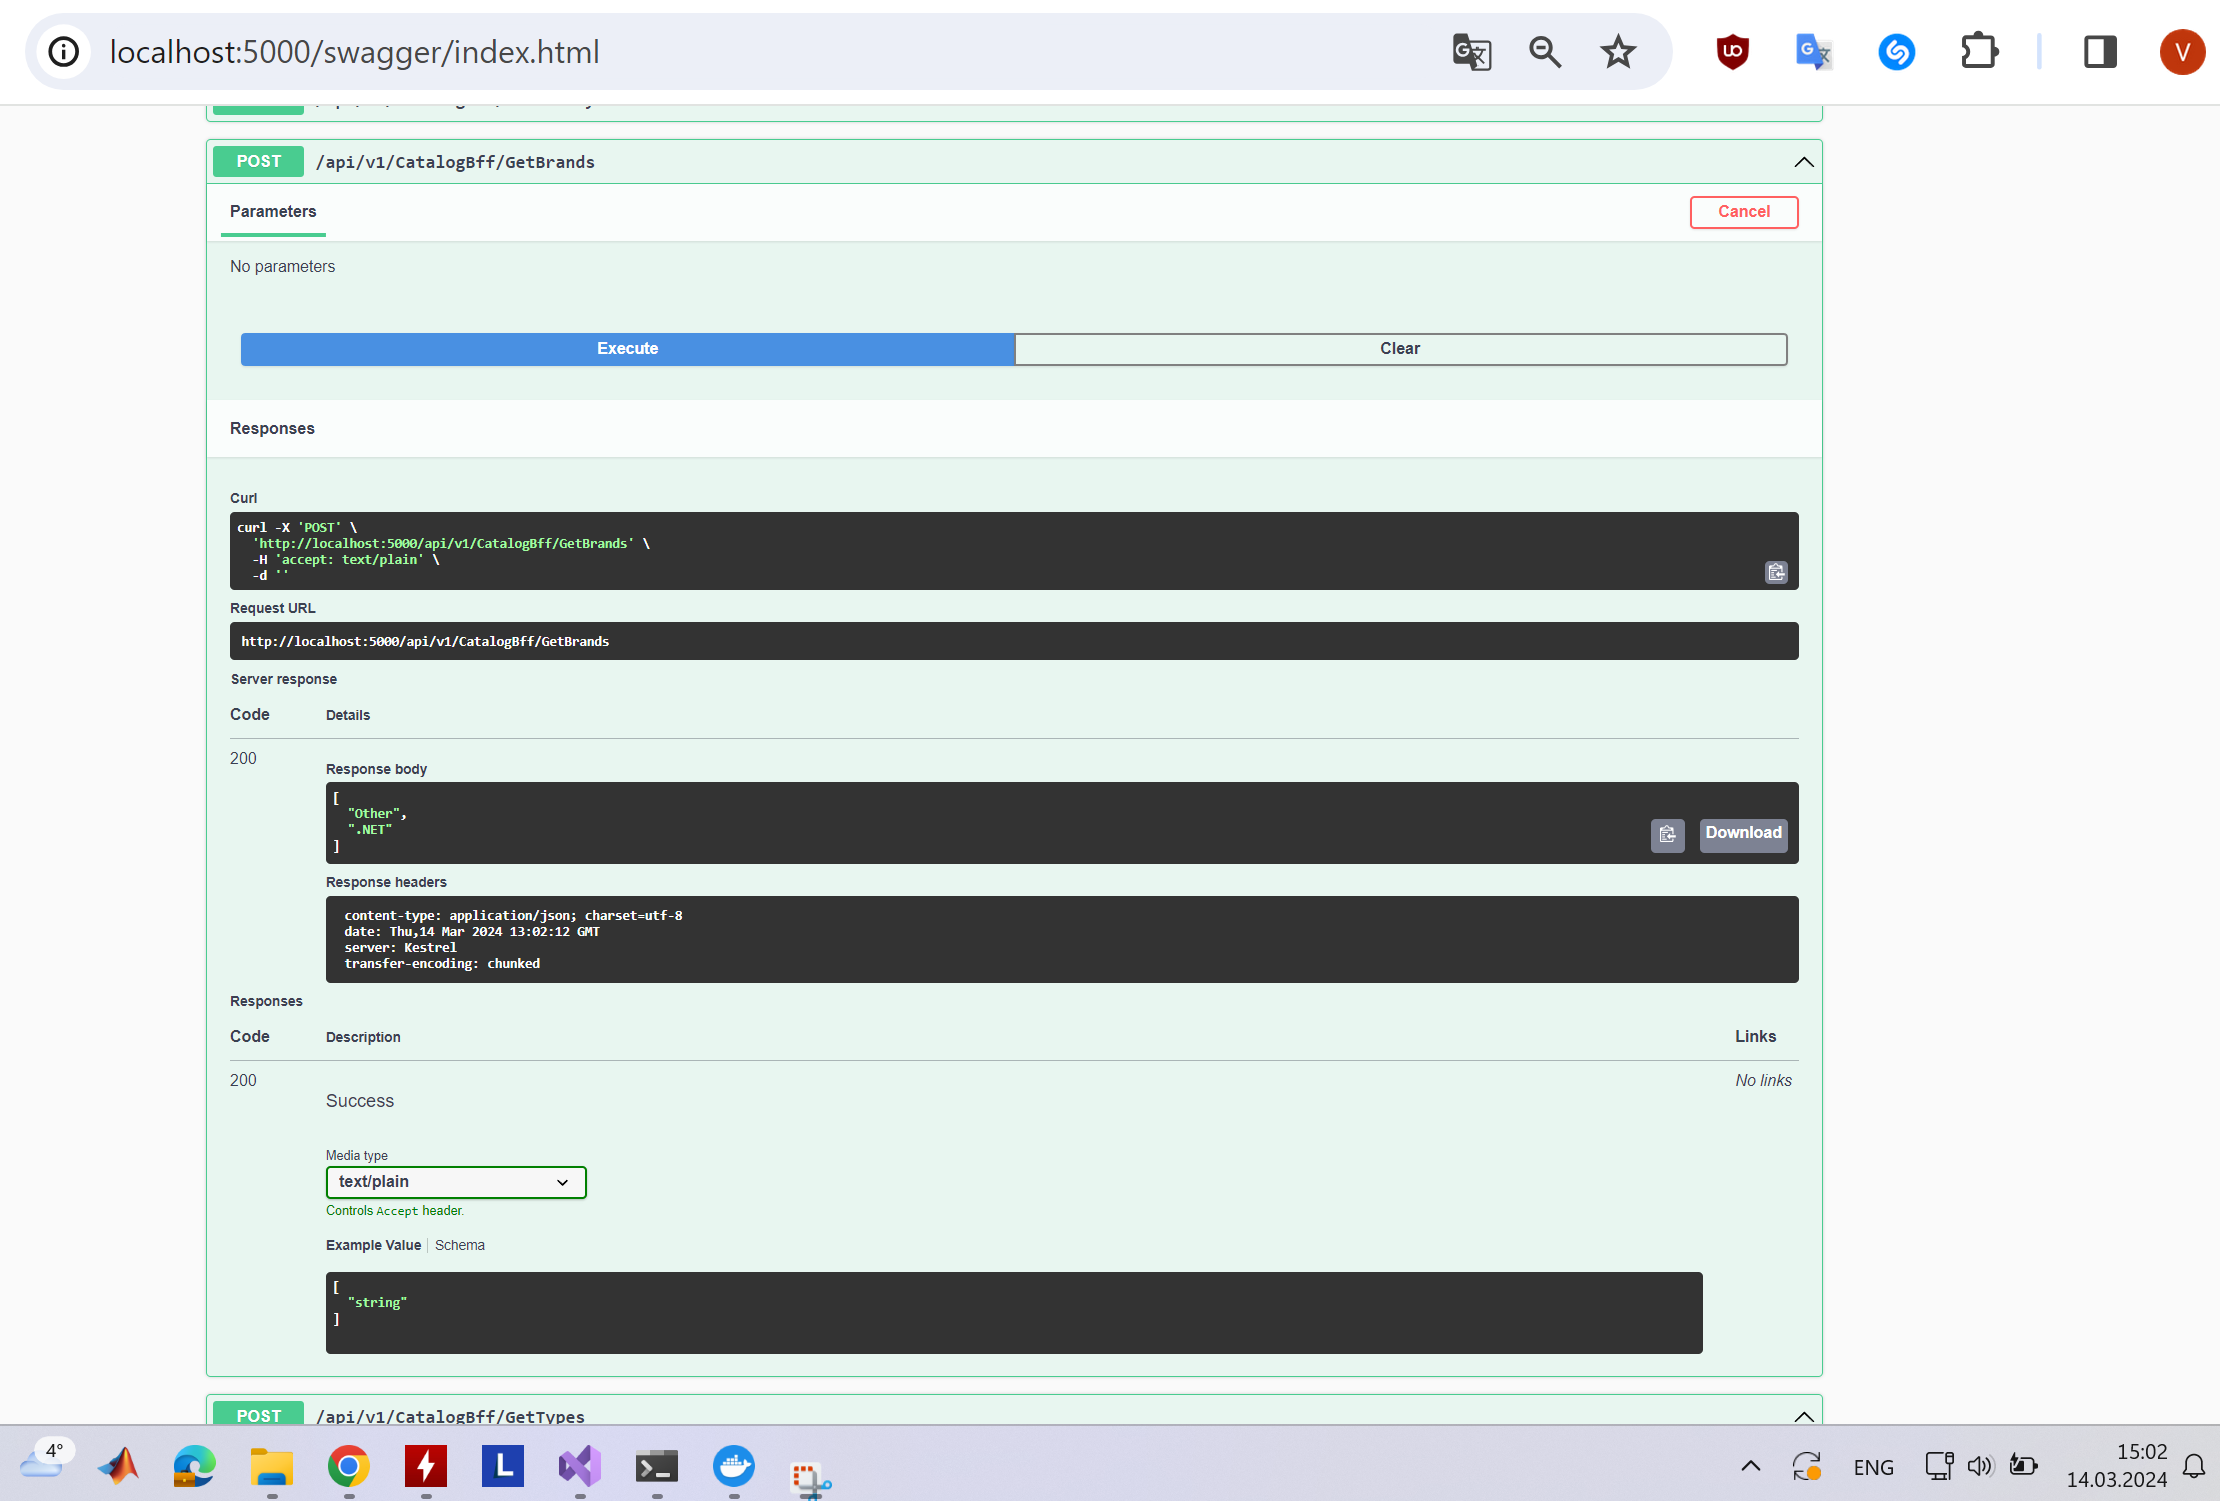 localhost:5000/swagger/index.html
V
POST /api/v1/CatalogBff/GetBrands
Parameters
Cancel
No parameters
Execute
Clear
Responses
Curl
curl -X 'POST' \
'http://localhost:5000/api/v1/CatalogBff/GetBrands' \
-H 'accept: text/plain' \
-d ''
Request URL
http://localhost:5000/api/v1/CatalogBff/GetBrands
Server response
Code Details
200
Response body
[
"Other",
".NET"
]
Download
Response headers
content-type: application/json; charset=utf-8
date: Thu,14 Mar 2024 13:02:12 GMT
server: Kestrel
transfer-encoding: chunked
Responses
Code Description Links
200 No links
Success
Media type
text/plain
Controls Accept header.
Example Value Schema
[
"string"
]
POST /api/v1/CatalogBff/GetTypes
4°
L
ENG
15:02
14.03.2024